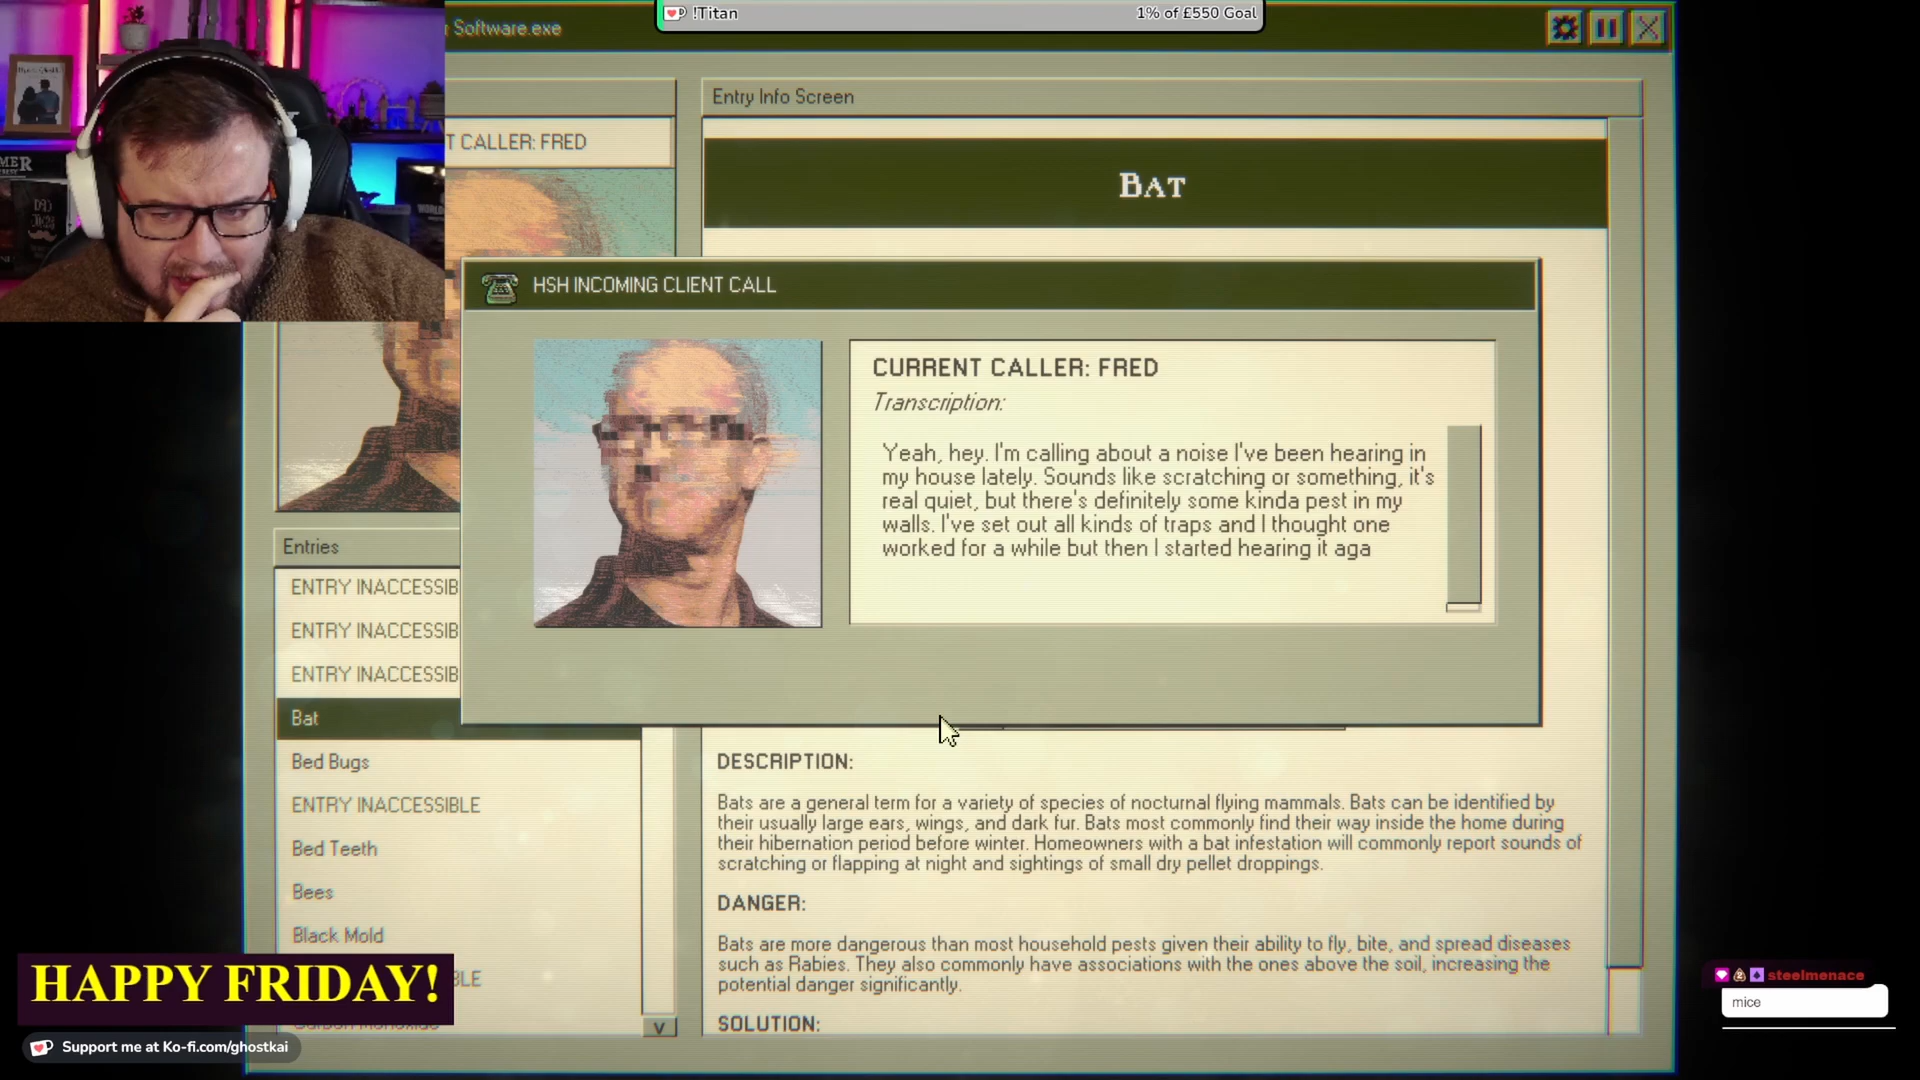 !Titan
1% of £550 Goal
Software.exe
Entry Info Screen
T CALLER: FRED
BAT
HSH INCOMING CLIENT CALL
CURRENT CALLER: FRED
Transcription:
Yeah, hey. I'm calling about a noise I've been hearing in
my house lately. Sounds like scratching or something, it's
real quiet, but there's definitely some kinda pest in my
walls. I've set out all kinds of traps and I thought one
worked for a while but then I started hearing it aga
Entries
ENTRY INACCESSIB
ENTRY INACCESSIB
ENTRY INACCESSIB
Bat
Bed Bugs
ENTRY INACCESSIBLE
Bed Teeth
Bees
Black Mold
BLE
Carbon Monoxide
V
DESCRIPTION:
Bats are a general term for a variety of species of nocturnal flying mammals. Bats can be identified by
their usually large ears, wings, and dark fur. Bats most commonly find their way inside the home during
their hibernation period before winter. Homeowners with a bat infestation will commonly report sounds of
scratching or flapping at night and sightings of small dry pellet droppings.
DANGER:
Bats are more dangerous than most household pests given their ability to fly, bite, and spread diseases
such as Rabies. They also commonly have associations with the ones above the soil, increasing the
potential danger significantly.
SOLUTION:
HAPPY FRIDAY!
Support me at Ko-fi.com/ghostkai
steelmenace
mice